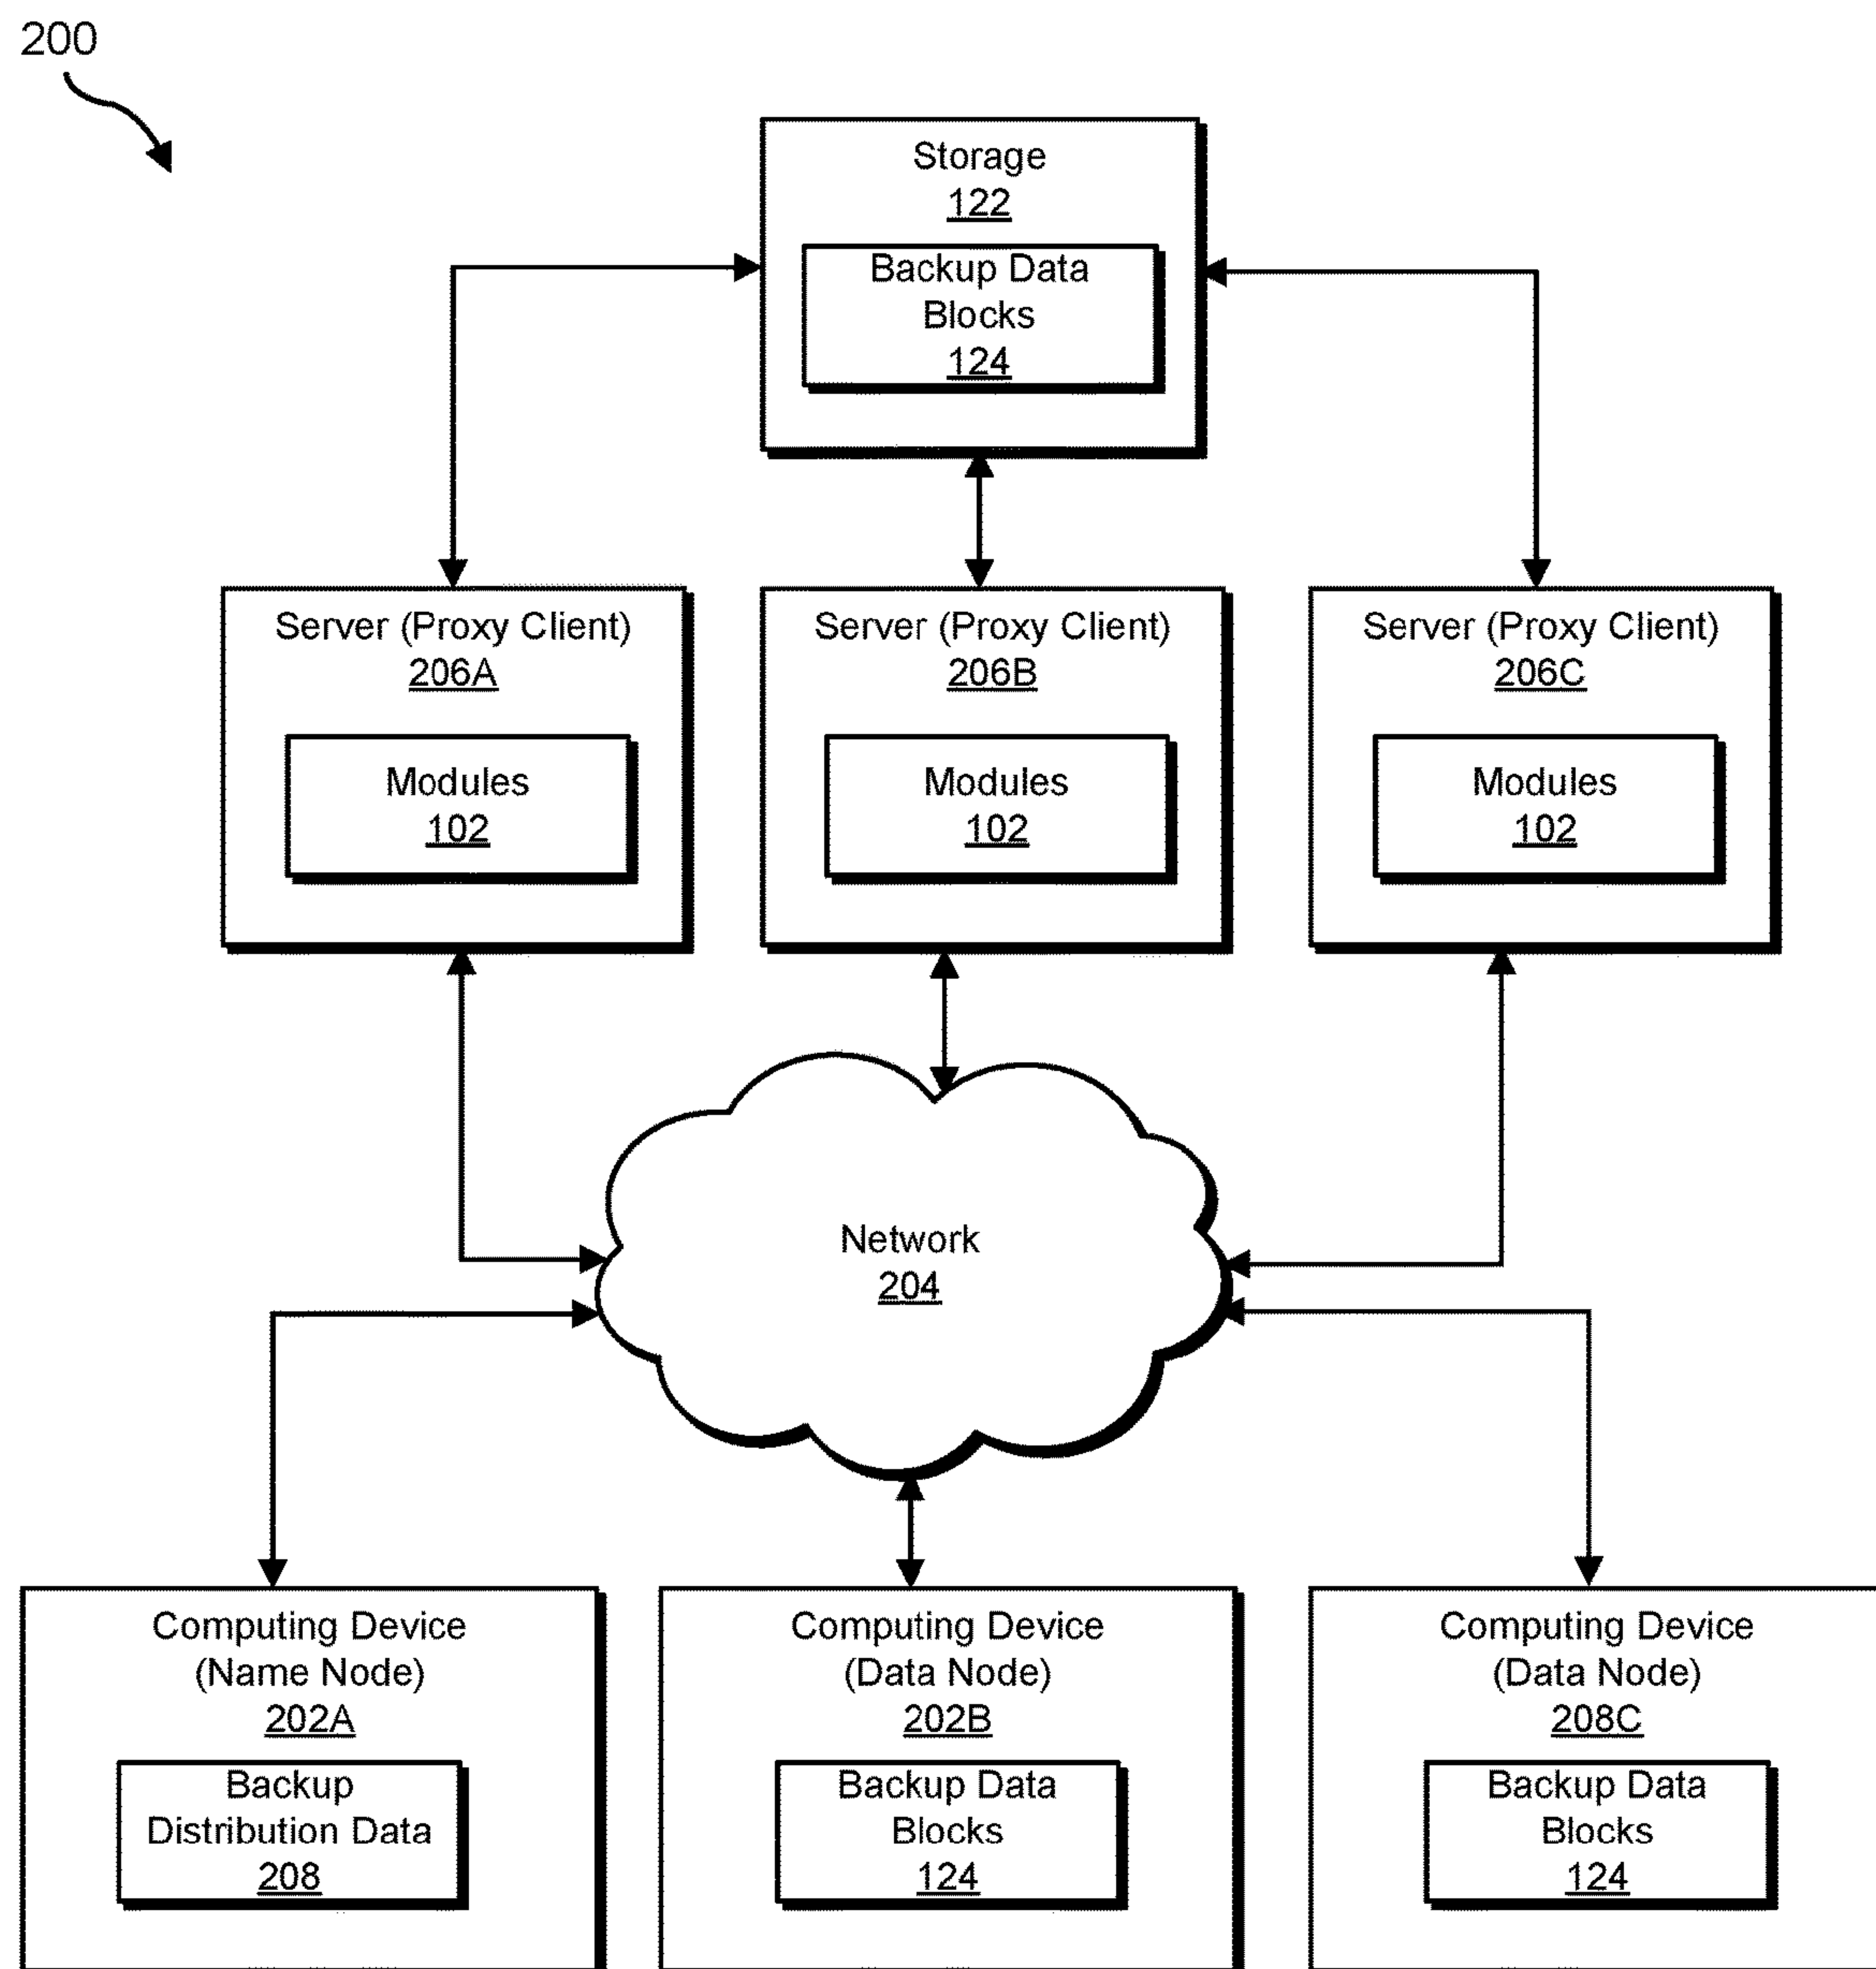 200
Storage
122
Backup Data
Blocks
124
Server (Proxy Client)
206A
Modules
102
Server (Proxy Client)
206B
Modules
102
Server (Proxy Client)
206C
Modules
102
Network
204
Computing Device
(Name Node)
202A
Backup
Distribution Data
208
Computing Device
(Data Node)
202B
Backup Data
Blocks
124
Computing Device
(Data Node)
208C
Backup Data
Blocks
124